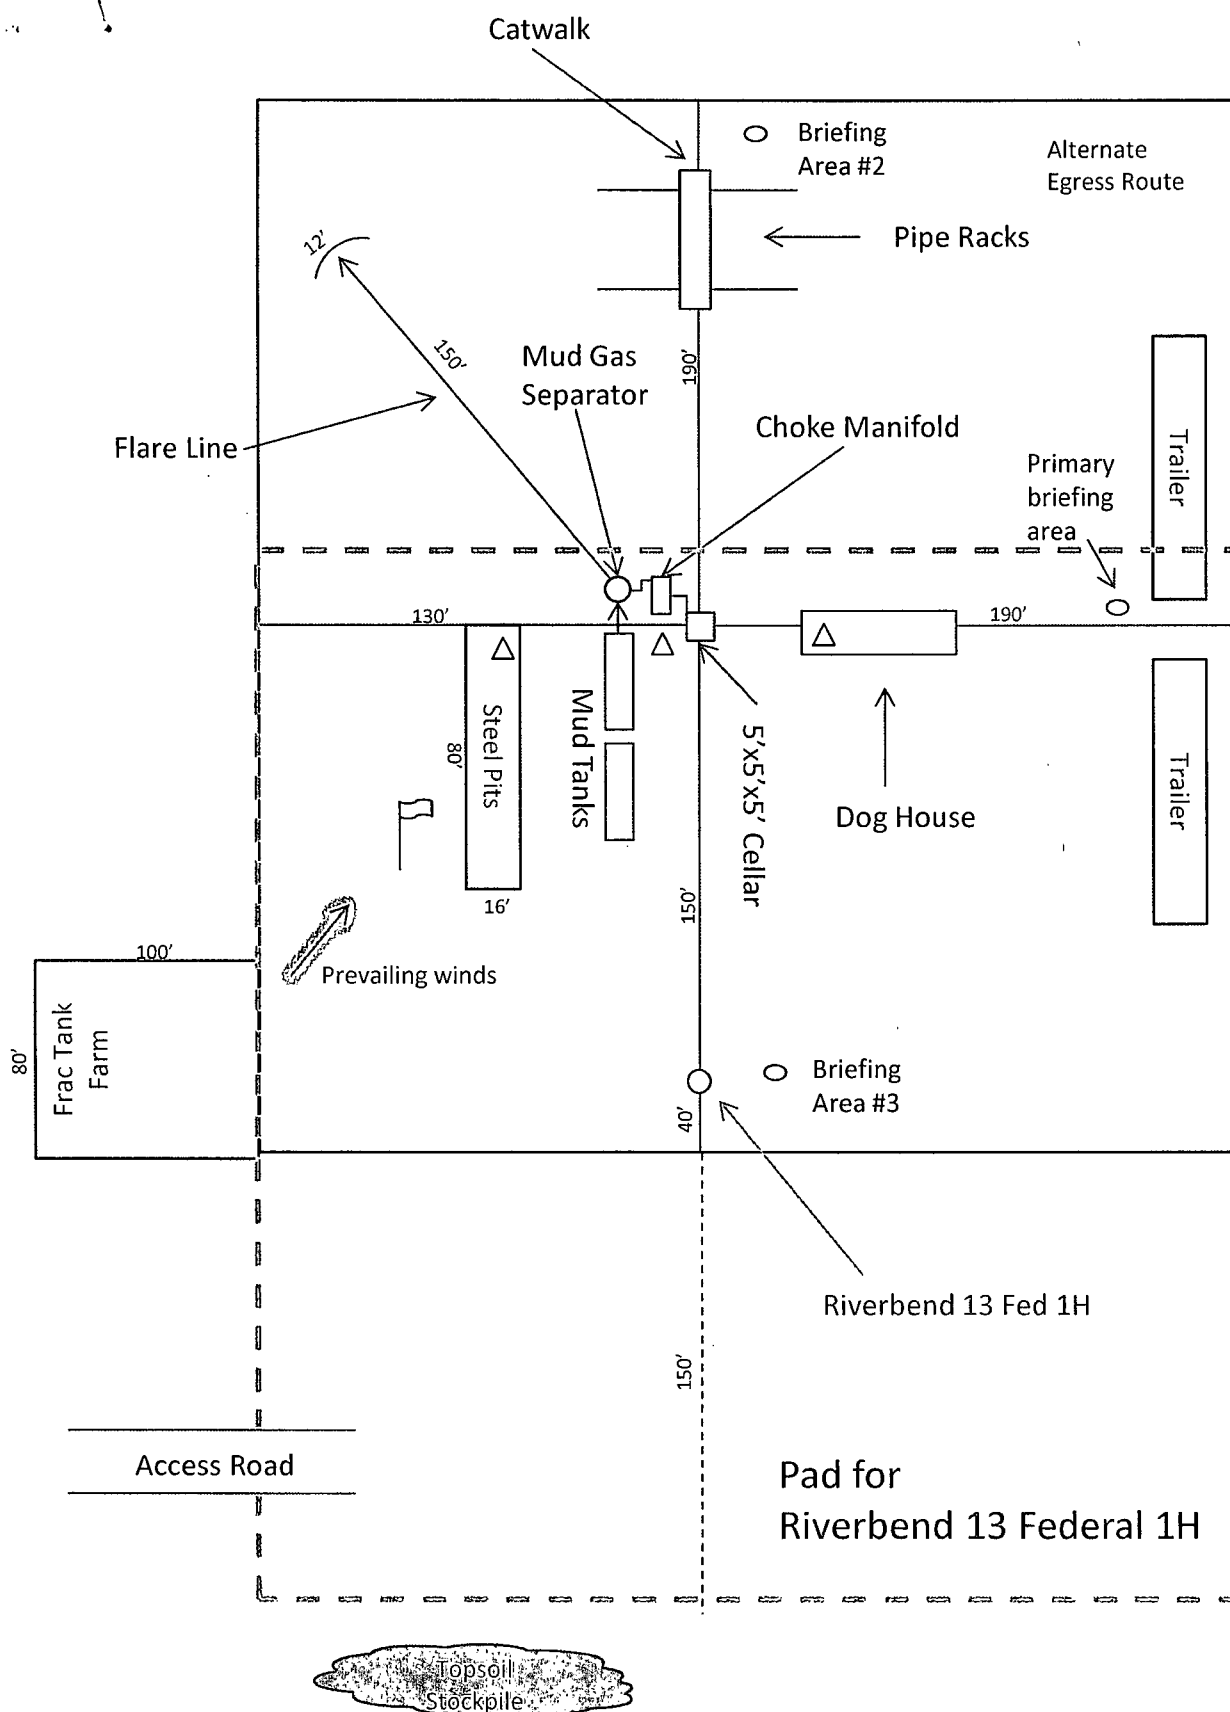 Catwalk
Briefing
Area #2
Alternate
Egress Route
12'
Pipe Racks
150'
Mud Gas
Separator
190'
Flare Line
Choke Manifold
Trailer
Primary
briefing
area
130'
190'
Steel Pits
80'
16'
Mud Tanks
5'x5'x5' Cellar
Dog House
Trailer
150'
Prevailing winds
100'
80'
Frac Tank
Farm
Briefing
Area #3
40'
Riverbend 13 Fed 1H
150'
Access Road
Pad for
Riverbend 13 Federal 1H
Topsoil
Stockpile